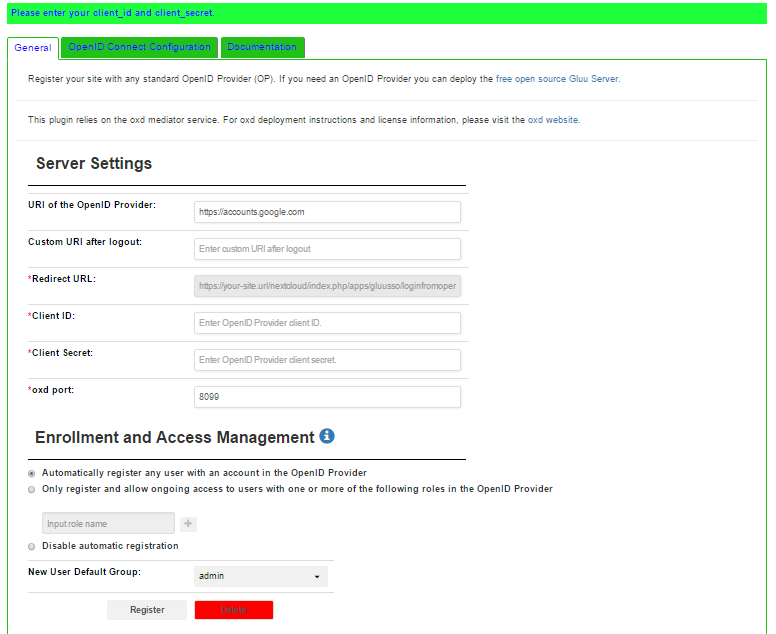 Please enter your client_id and client_secret.
General OpenID Connect Configuration Documentation
Register your site with any standard OpenID Provider (OP). If you need an OpenID Provider you can deploy the free open source Gluu Server.
This plugin relies on the oxd mediator service. For oxd deployment instructions and license information, please visit the oxd website.
Server Settings
URI of the OpenID Provider: https://accounts.google.com
Custom URI after logout: Enter custom URI after logout
*Redirect URL: https://your-site.url/nextcloud/index.php/apps/gluusso/loginfromoper
*Client ID: Enter OpenID Provider client ID.
*Client Secret: Enter OpenID Provider client secret.
*oxd port: 8099
Enrollment and Access Management
Automatically register any user with an account in the OpenID Provider
Only register and allow ongoing access to users with one or more of the following roles in the OpenID Provider
Input role name +
Disable automatic registration
New User Default Group: admin
Register Delete